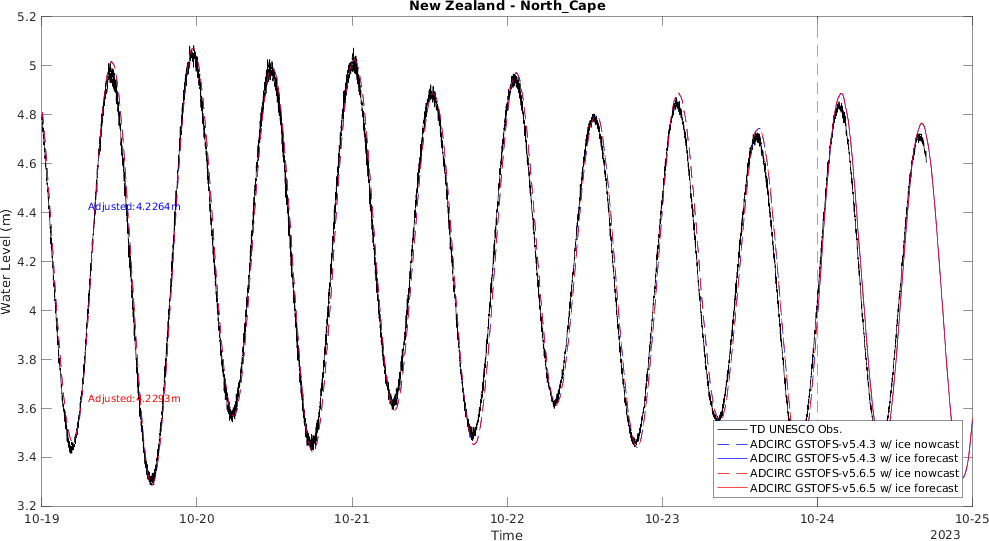 New Zealand - North_Cape
5.2
5
4.8
4.6
4.4
4.2
4
3.8
3.6
3.4
3.2
Water Level (m)
Adjusted:4.2264m
Adjusted:4.2293m
TD UNESCO Obs.
ADCIRC GSTOFS-v5.4.3 w/ ice nowcast
ADCIRC GSTOFS-v5.4.3 w/ ice forecast
ADCIRC GSTOFS-v5.6.5 w/ ice nowcast
ADCIRC GSTOFS-v5.6.5 w/ ice forecast
10-19 10-20 10-21 10-22 10-23 10-24 10-25
Time
2023